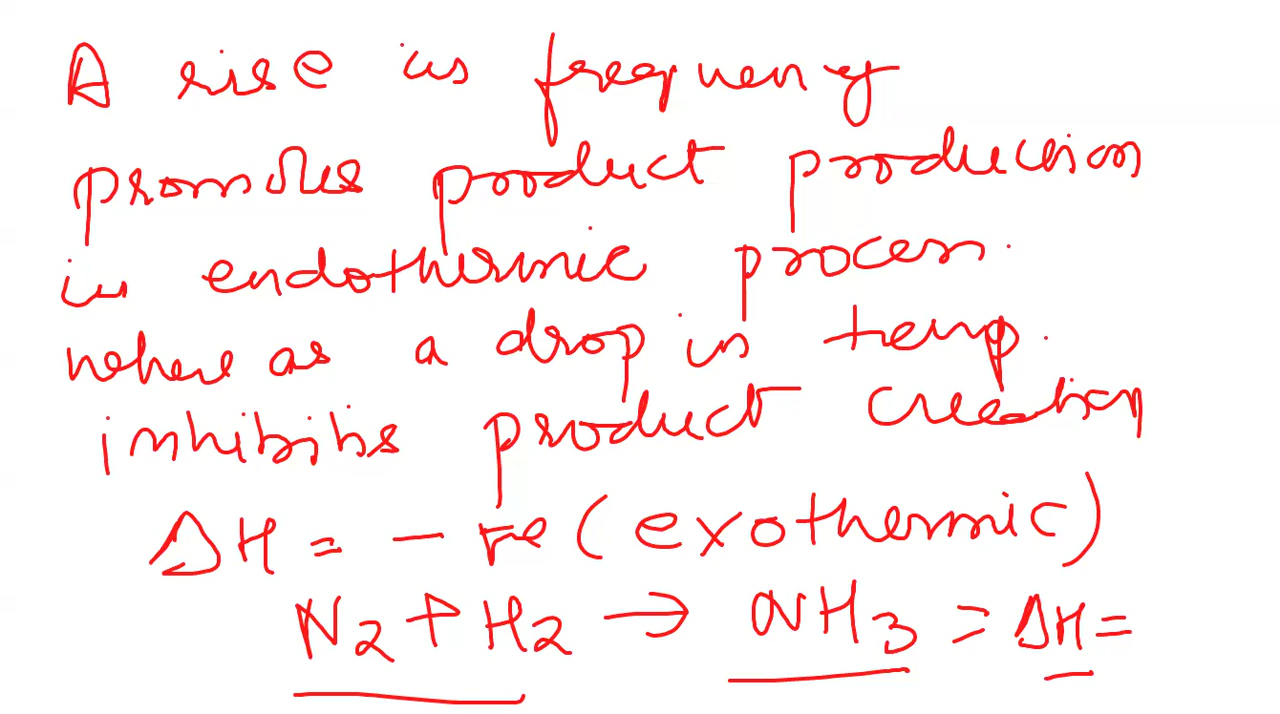 A rise in frequency
promotes product production
in endothermic process.
where as a drop in temp.
inhibits product creation
ΔH = -ve (exothermic)
N2 + H2 → NH3 = ΔH =